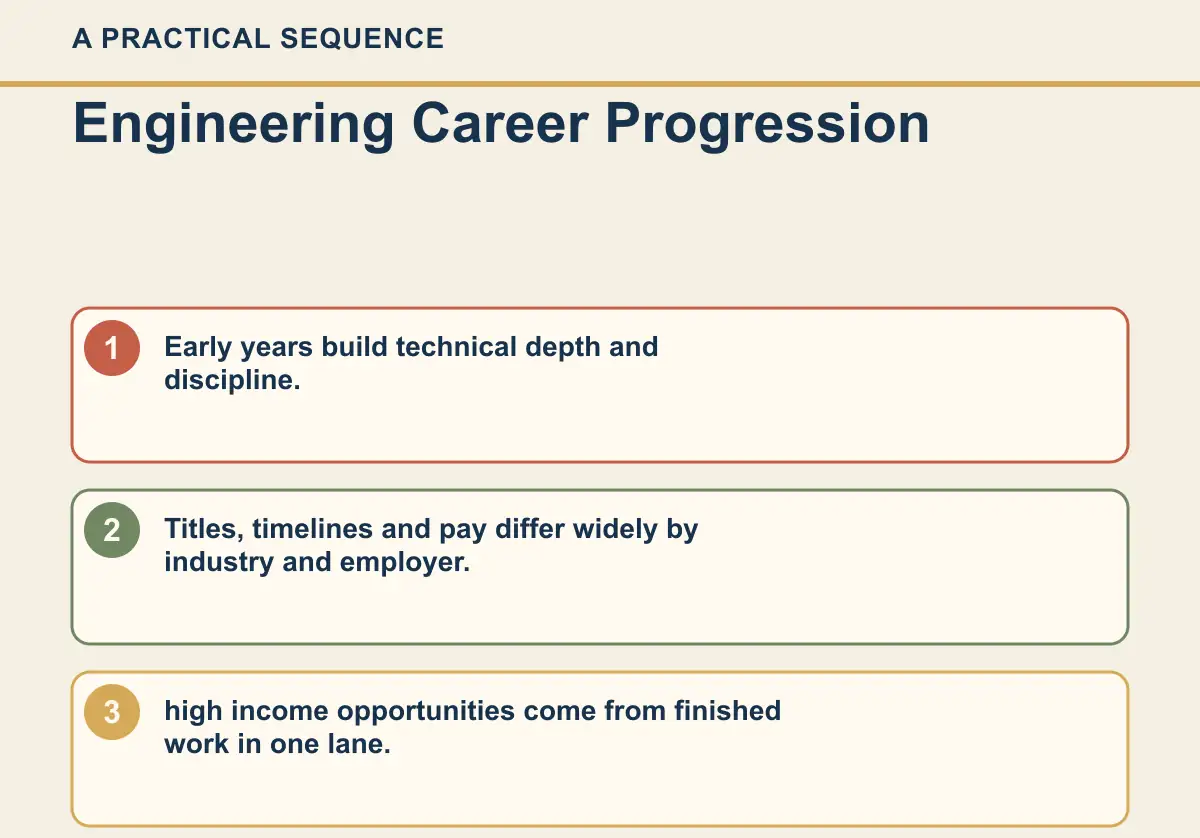 A PRACTICAL SEQUENCE
Engineering Career Progression
1
Early years build technical depth and
discipline.
2
Titles, timelines and pay differ widely by
industry and employer.
3
high income opportunities come from finished
work in one lane.